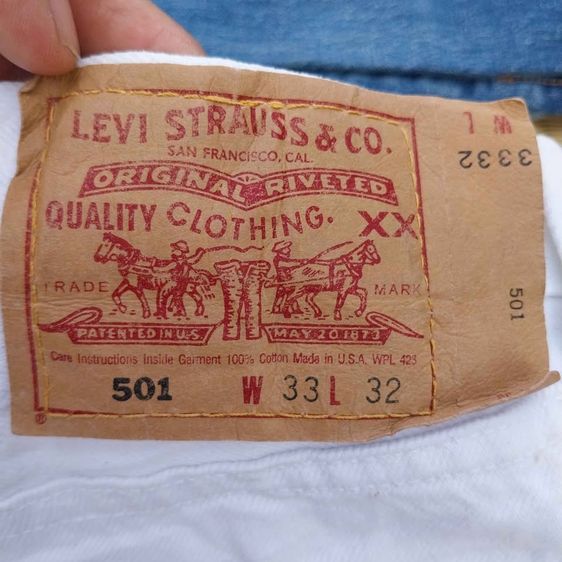 LEVI STRAUSS & CO.
SAN FRANCISCO, CAL.
ORIGINAL RIVETED
QUALITY CLOTHING. XX
TRADE MARK
PATENTED IN U.S. MAY 20 1873
Care Instructions Inside Garment 100% Cotton Made in U.S.A. WPL 423
501 W 33 L 32
®
W L
3332
501